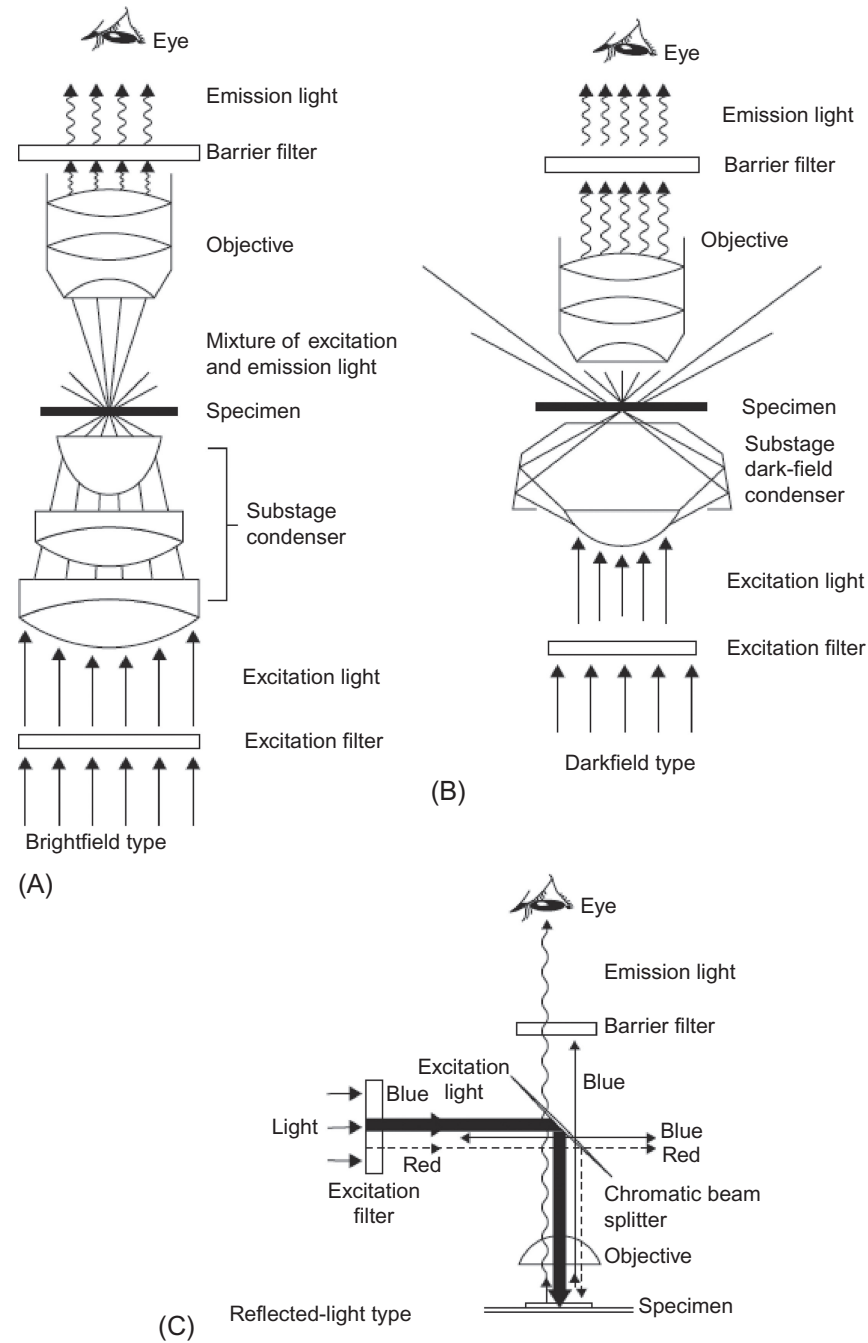 Eye
Emission light
Barrier filter
Objective
Mixture of excitation
and emission light
Specimen
Substage
condenser
Excitation light
Excitation filter
Brightfield type
(A)
Eye
Emission light
Barrier filter
Objective
Specimen
Substage
dark-field
condenser
Excitation light
Excitation filter
Darkfield type
(B)
Eye
Emission light
Barrier filter
Excitation
light
Blue
Blue
Light
Blue
Red
Red
Excitation
filter
Chromatic beam
splitter
Objective
Specimen
Reflected-light type
(C)